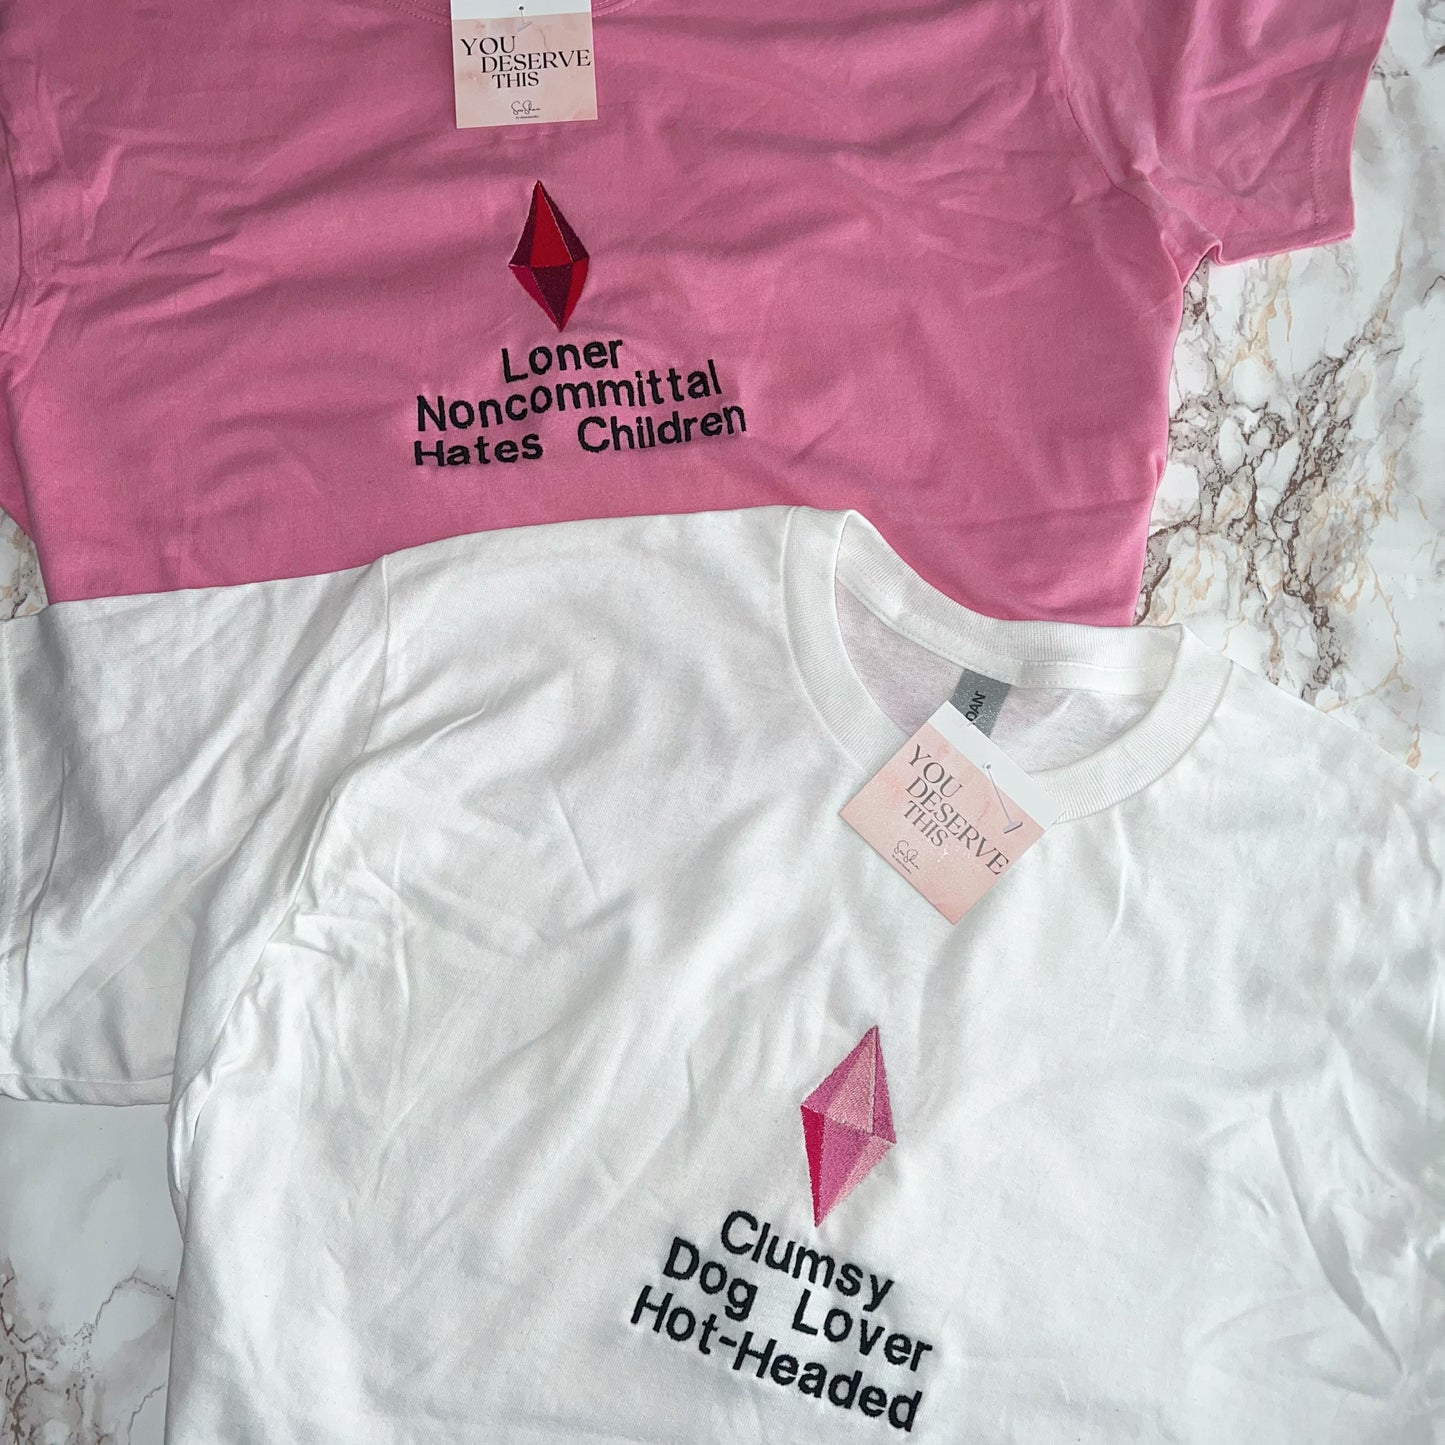 YOU
DESERVE
THIS
Loner
Noncommittal
Hates Children
YOU
DESERVE
THIS
Clumsy
Dog Lover
Hot-Headed